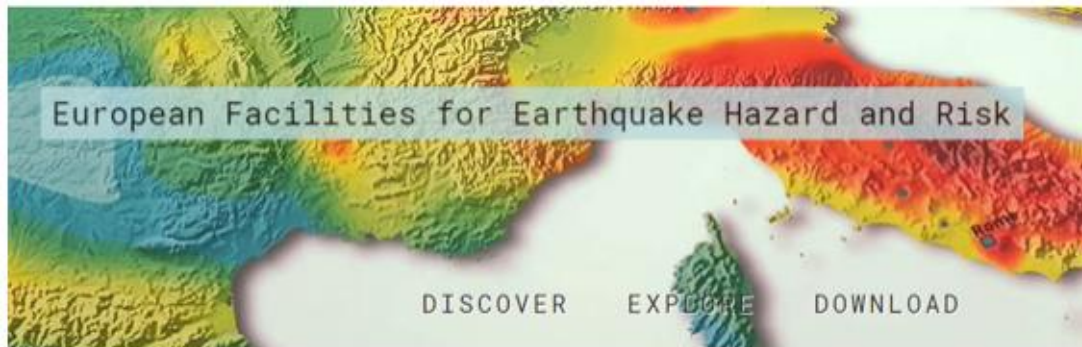 European Facilities for Earthquake Hazard and Risk
Rome
DISCOVER EXPLORE DOWNLOAD